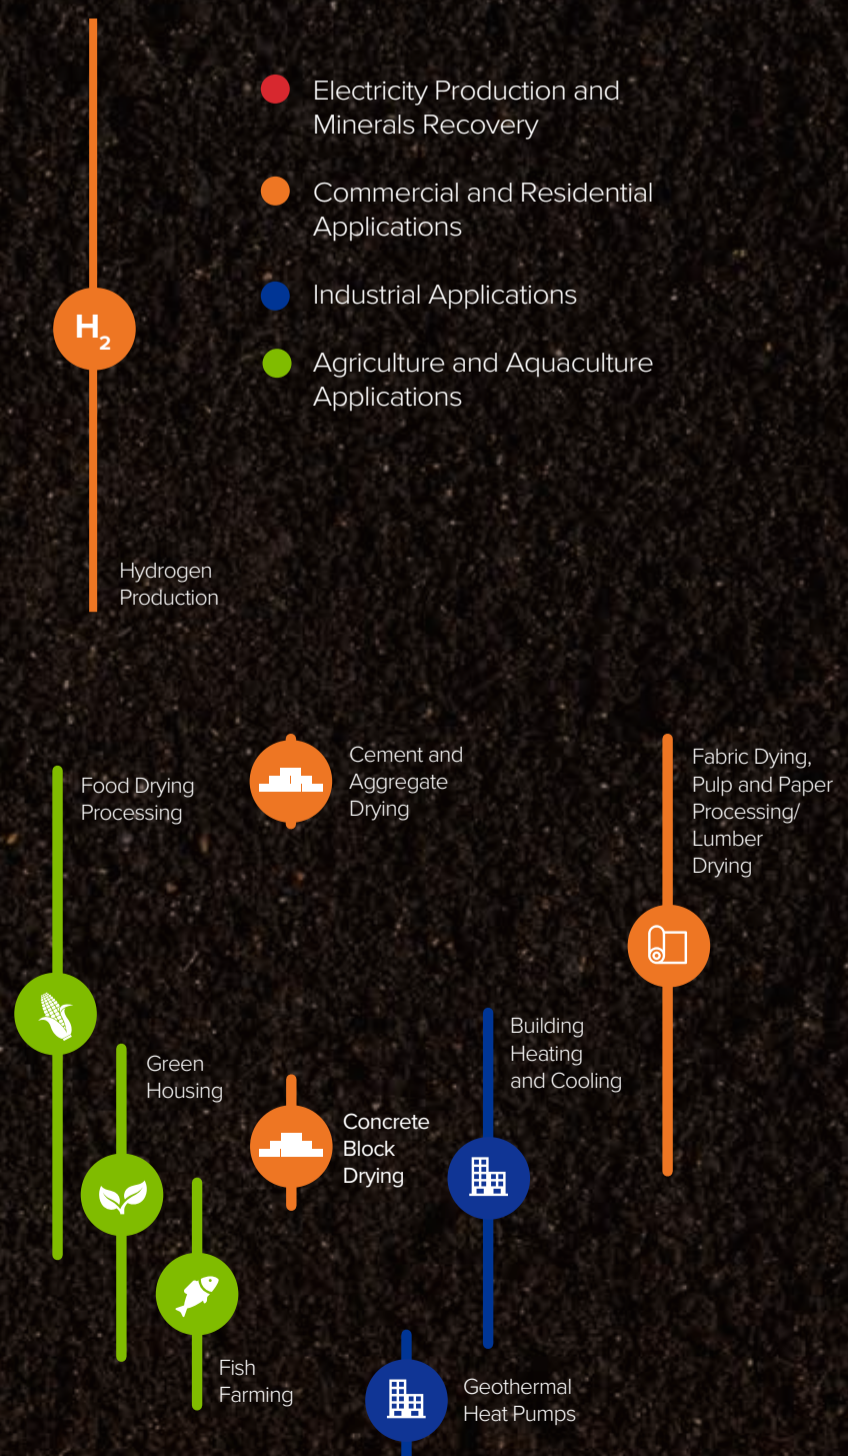 Electricity Production and
Minerals Recovery
Commercial and Residential
Applications
Industrial Applications
Agriculture and Aquaculture
Applications
H2
Hydrogen
Production
Food Drying
Processing
Cement and
Aggregate
Drying
Fabric Dying,
Pulp and Paper
Processing/
Lumber
Drying
Building
Heating
and Cooling
Green
Housing
Concrete
Block
Drying
Fish
Farming
Geothermal
Heat Pumps